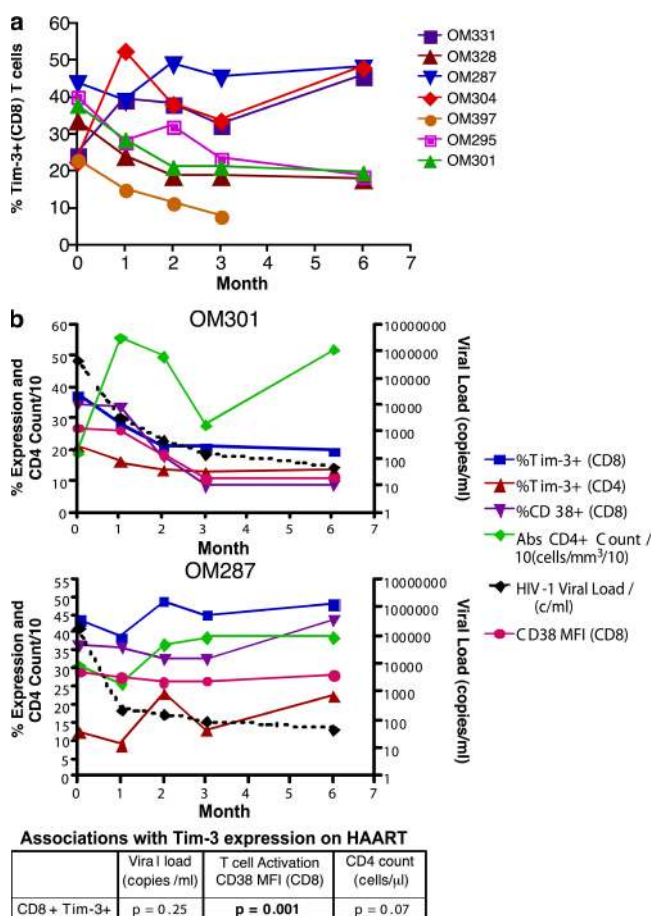 a
% Tim-3+(CD8) T cells
60
50
40
30
20
10
0
0 1 2 3 4 5 6 7
Month
OM331
OM328
OM287
OM304
OM397
OM295
OM301
b
OM301
% Expression and
CD4 Count/10
60
50
40
30
20
10
0
10000000
1000000
100000
10000
1000
100
10
1
Viral Load
(copies/ml)
0 1 2 3 4 5 6 7
Month
OM287
% Expression and
CD4 Count/10
55
50
45
40
35
30
25
20
15
10
5
0
10000000
1000000
100000
10000
1000
100
10
1
Viral Load
(copies/ml)
0 1 2 3 4 5 6 7
Month
%Tim-3+ (CD8)
%Tim-3+ (CD4)
%CD 38+ (CD8)
Abs CD4+ Count /
10(cells/mm³/10)
HIV-1 Viral Load /
(c/ml)
CD38 MFI (CD8)
Associations with Tim-3 expression on HAART
Viral load
(copies /ml)
T cell Activation
CD38 MFI (CD8)
CD4 count
(cells/µl)
CD8 + Tim-3+ p = 0.25 p = 0.001 p = 0.07